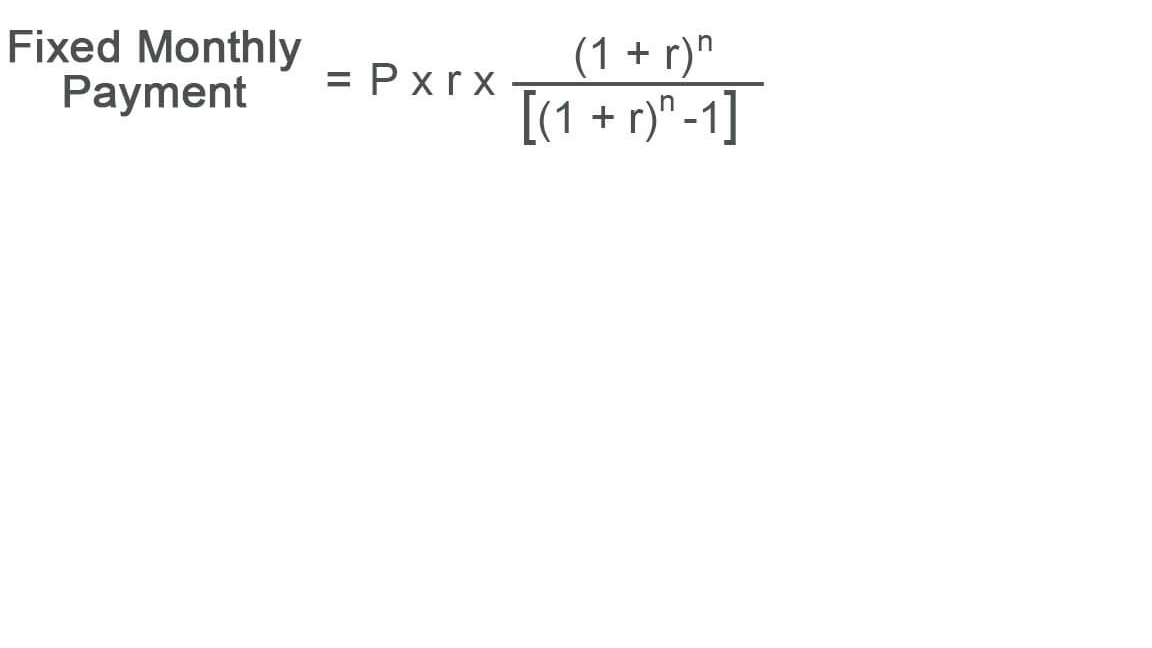 Fixed Monthly
Payment
= P x r x
(1 + r)ⁿ
[(1 + r)ⁿ -1]